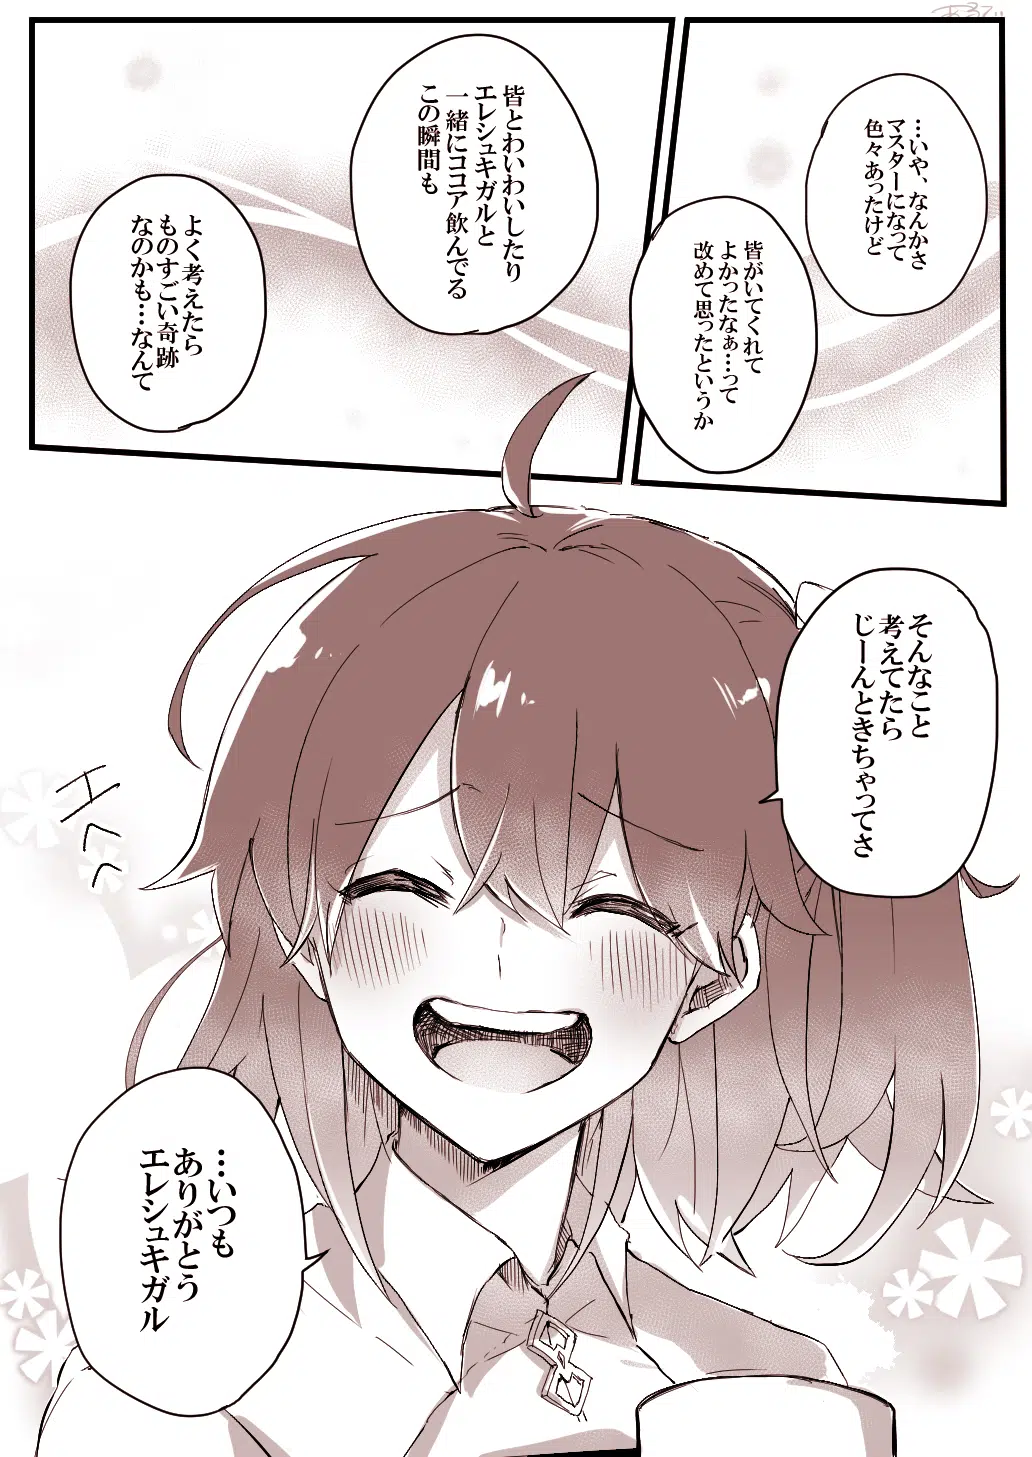 …いや、なんかさ
マスターになって
色々あったけど
皆がいてくれて
よかったなぁ…って
改めて思ったというか
皆とわいわいしたり
エレシュキガルと
一緒にココア飲んでる
この瞬間も
よく考えたら
ものすごい奇跡
なのかも…なんて
そんなこと
考えてたら
じーんときちゃってさ
エヘヘ
…いつも
ありがとう
エレシュキガル